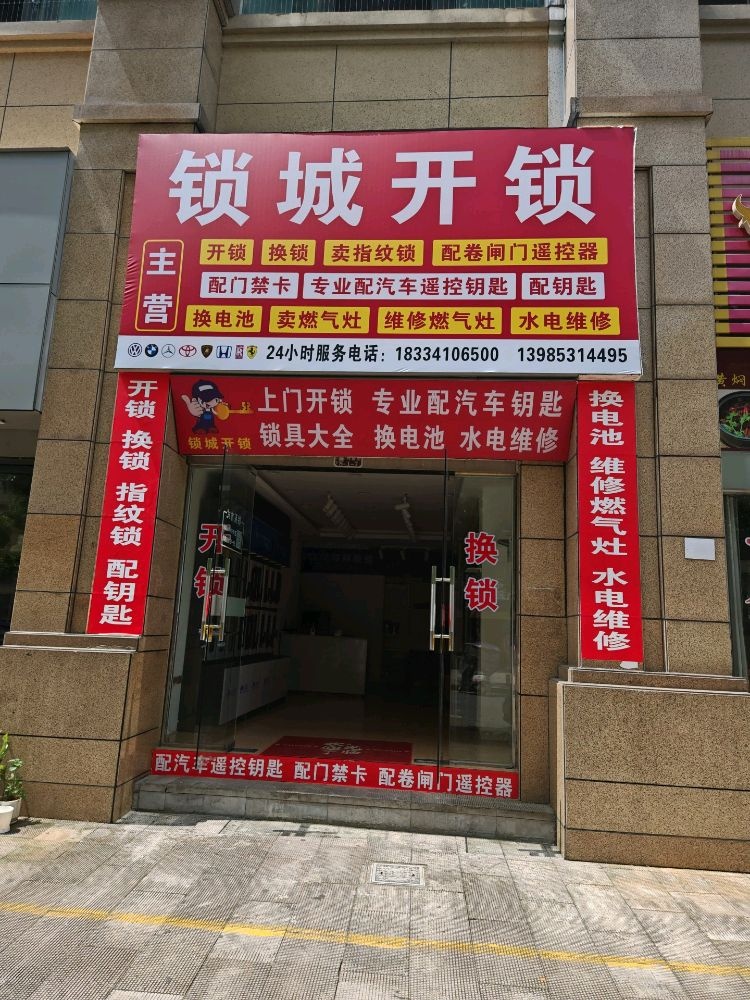 锁城开锁
主营
开锁 换锁 卖指纹锁 配卷闸门遥控器
配门禁卡 专业配汽车遥控钥匙 配钥匙
换电池 卖燃气灶 维修燃气灶 水电维修
24小时服务电话：18334106500 13985314495
上门开锁 专业配汽车钥匙
锁城开锁 锁具大全 换电池 水电维修
开锁 换锁 指纹锁 配钥匙
换电池 维修燃气灶 水电维修
开锁
换锁
配汽车遥控钥匙 配门禁卡 配卷闸门遥控器
黄焖